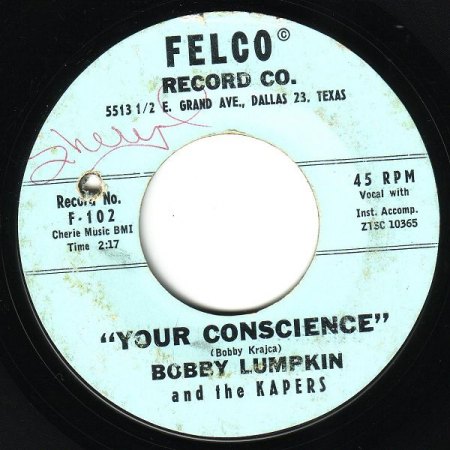 FELCO ©
RECORD CO.
5513 1/2 E. GRAND AVE., DALLAS 23, TEXAS
Cheryl
Record No.
F-102
Cherie Music BMI
Time 2:17
45 RPM
Vocal with
Inst. Accomp.
ZTSC 10365
"YOUR CONSCIENCE"
(Bobby Krajca)
BOBBY LUMPKIN
and the KAPERS